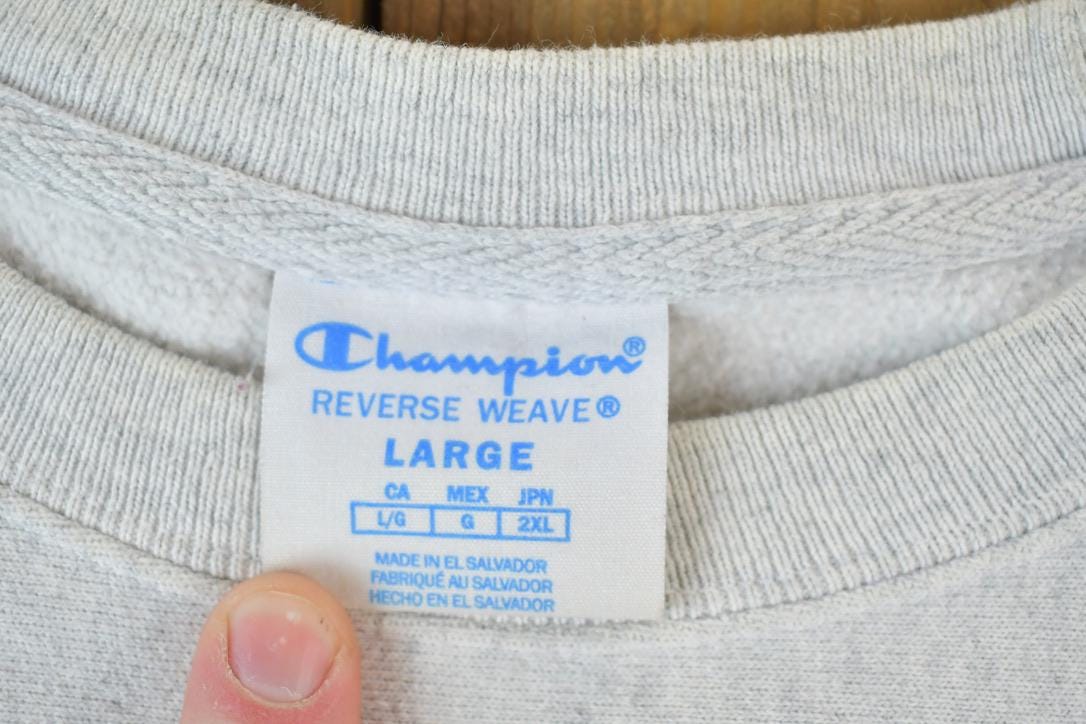 Champion®
REVERSE WEAVE®
LARGE
CA MEX JPN
L/G G 2XL
MADE IN EL SALVADOR
FABRIQUÉ AU SALVADOR
HECHO EN EL SALVADOR